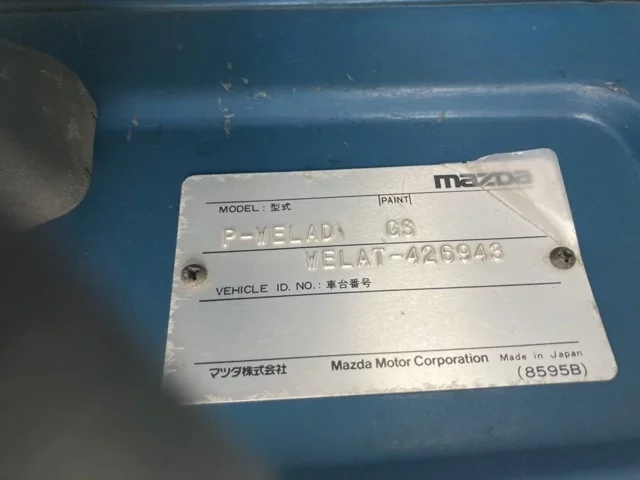 mazda
MODEL : 型式 PAINT
P-WELAD GS
WELAT-426943
VEHICLE ID. NO. : 車台番号
マツダ株式会社 Mazda Motor Corporation Made in Japan
(8595B)